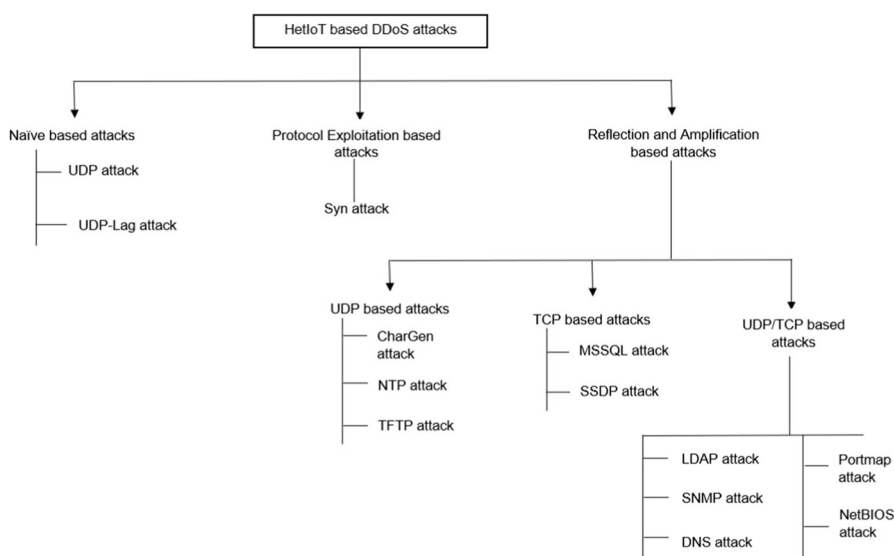 HetIoT based DDoS attacks
Naïve based attacks
UDP attack
UDP-Lag attack
Protocol Exploitation based
attacks
Syn attack
Reflection and Amplification
based attacks
UDP based attacks
CharGen
attack
NTP attack
TFTP attack
TCP based attacks
MSSQL attack
SSDP attack
UDP/TCP based
attacks
LDAP attack
SNMP attack
DNS attack
Portmap
attack
NetBIOS
attack